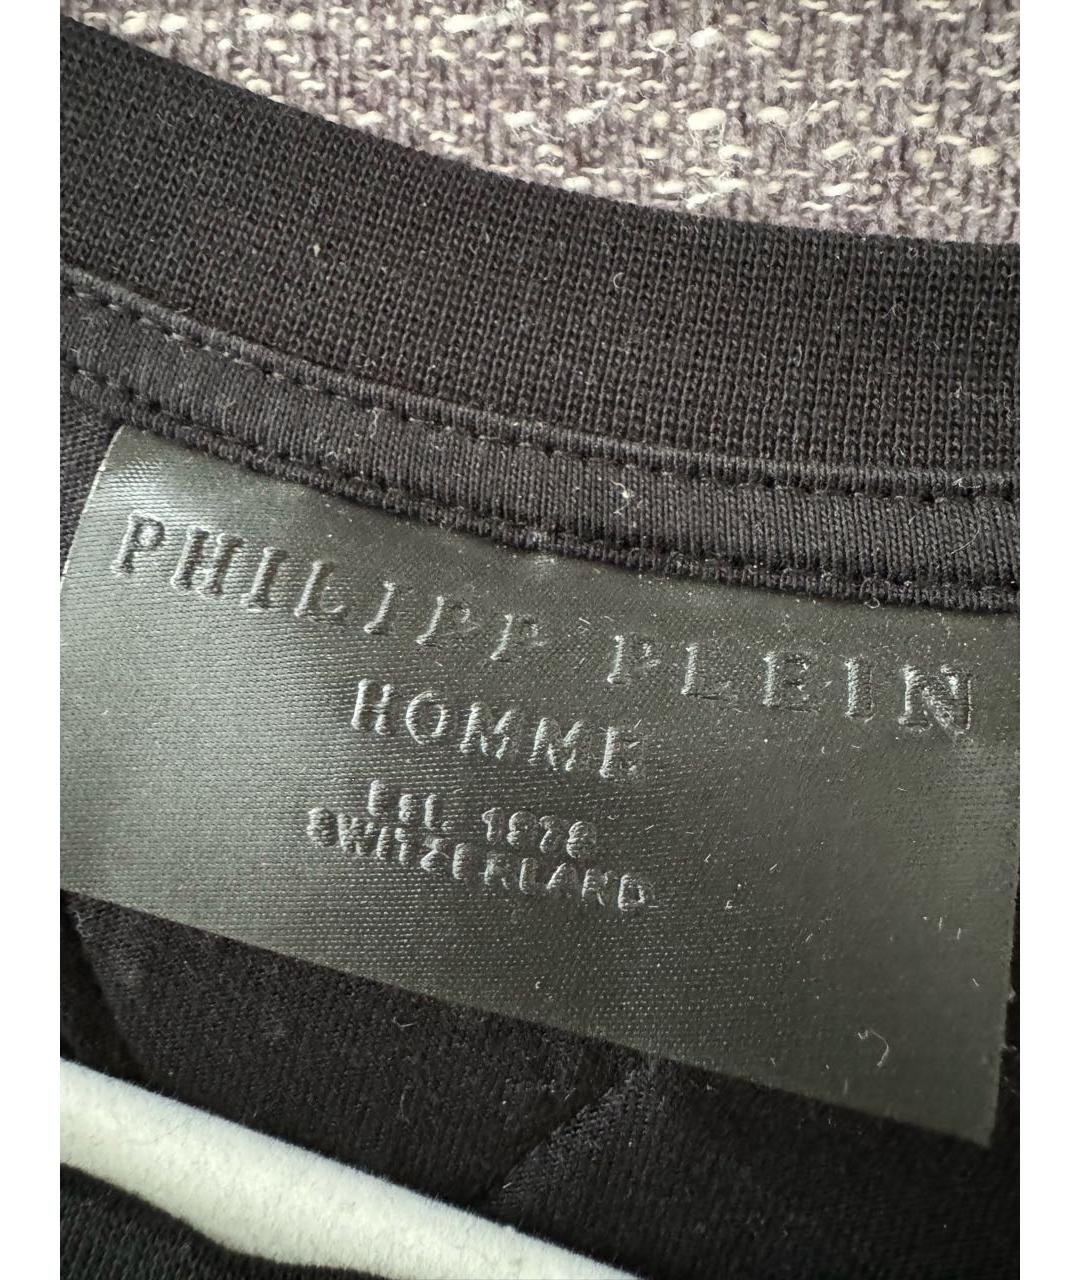 PHILIPP PLEIN
HOMME
EST. 1978
SWITZERLAND